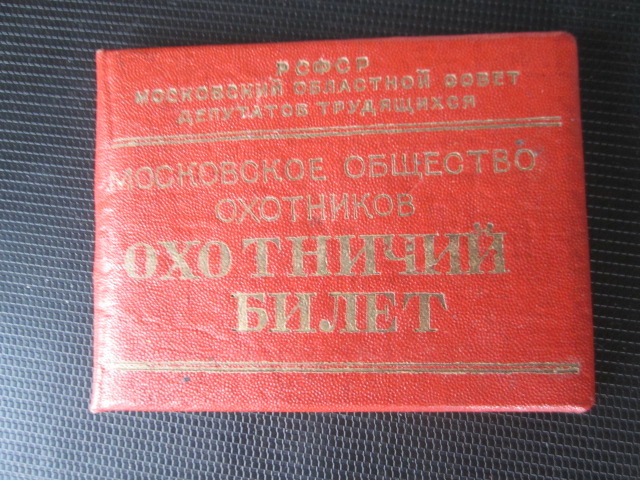 РСФСР
МОСКОВСКИЙ ОБЛАСТНОЙ СОВЕТ
ДЕПУТАТОВ ТРУДЯЩИХСЯ
МОСКОВСКОЕ ОБЩЕСТВО
ОХОТНИКОВ
ОХОТНИЧИЙ
БИЛЕТ